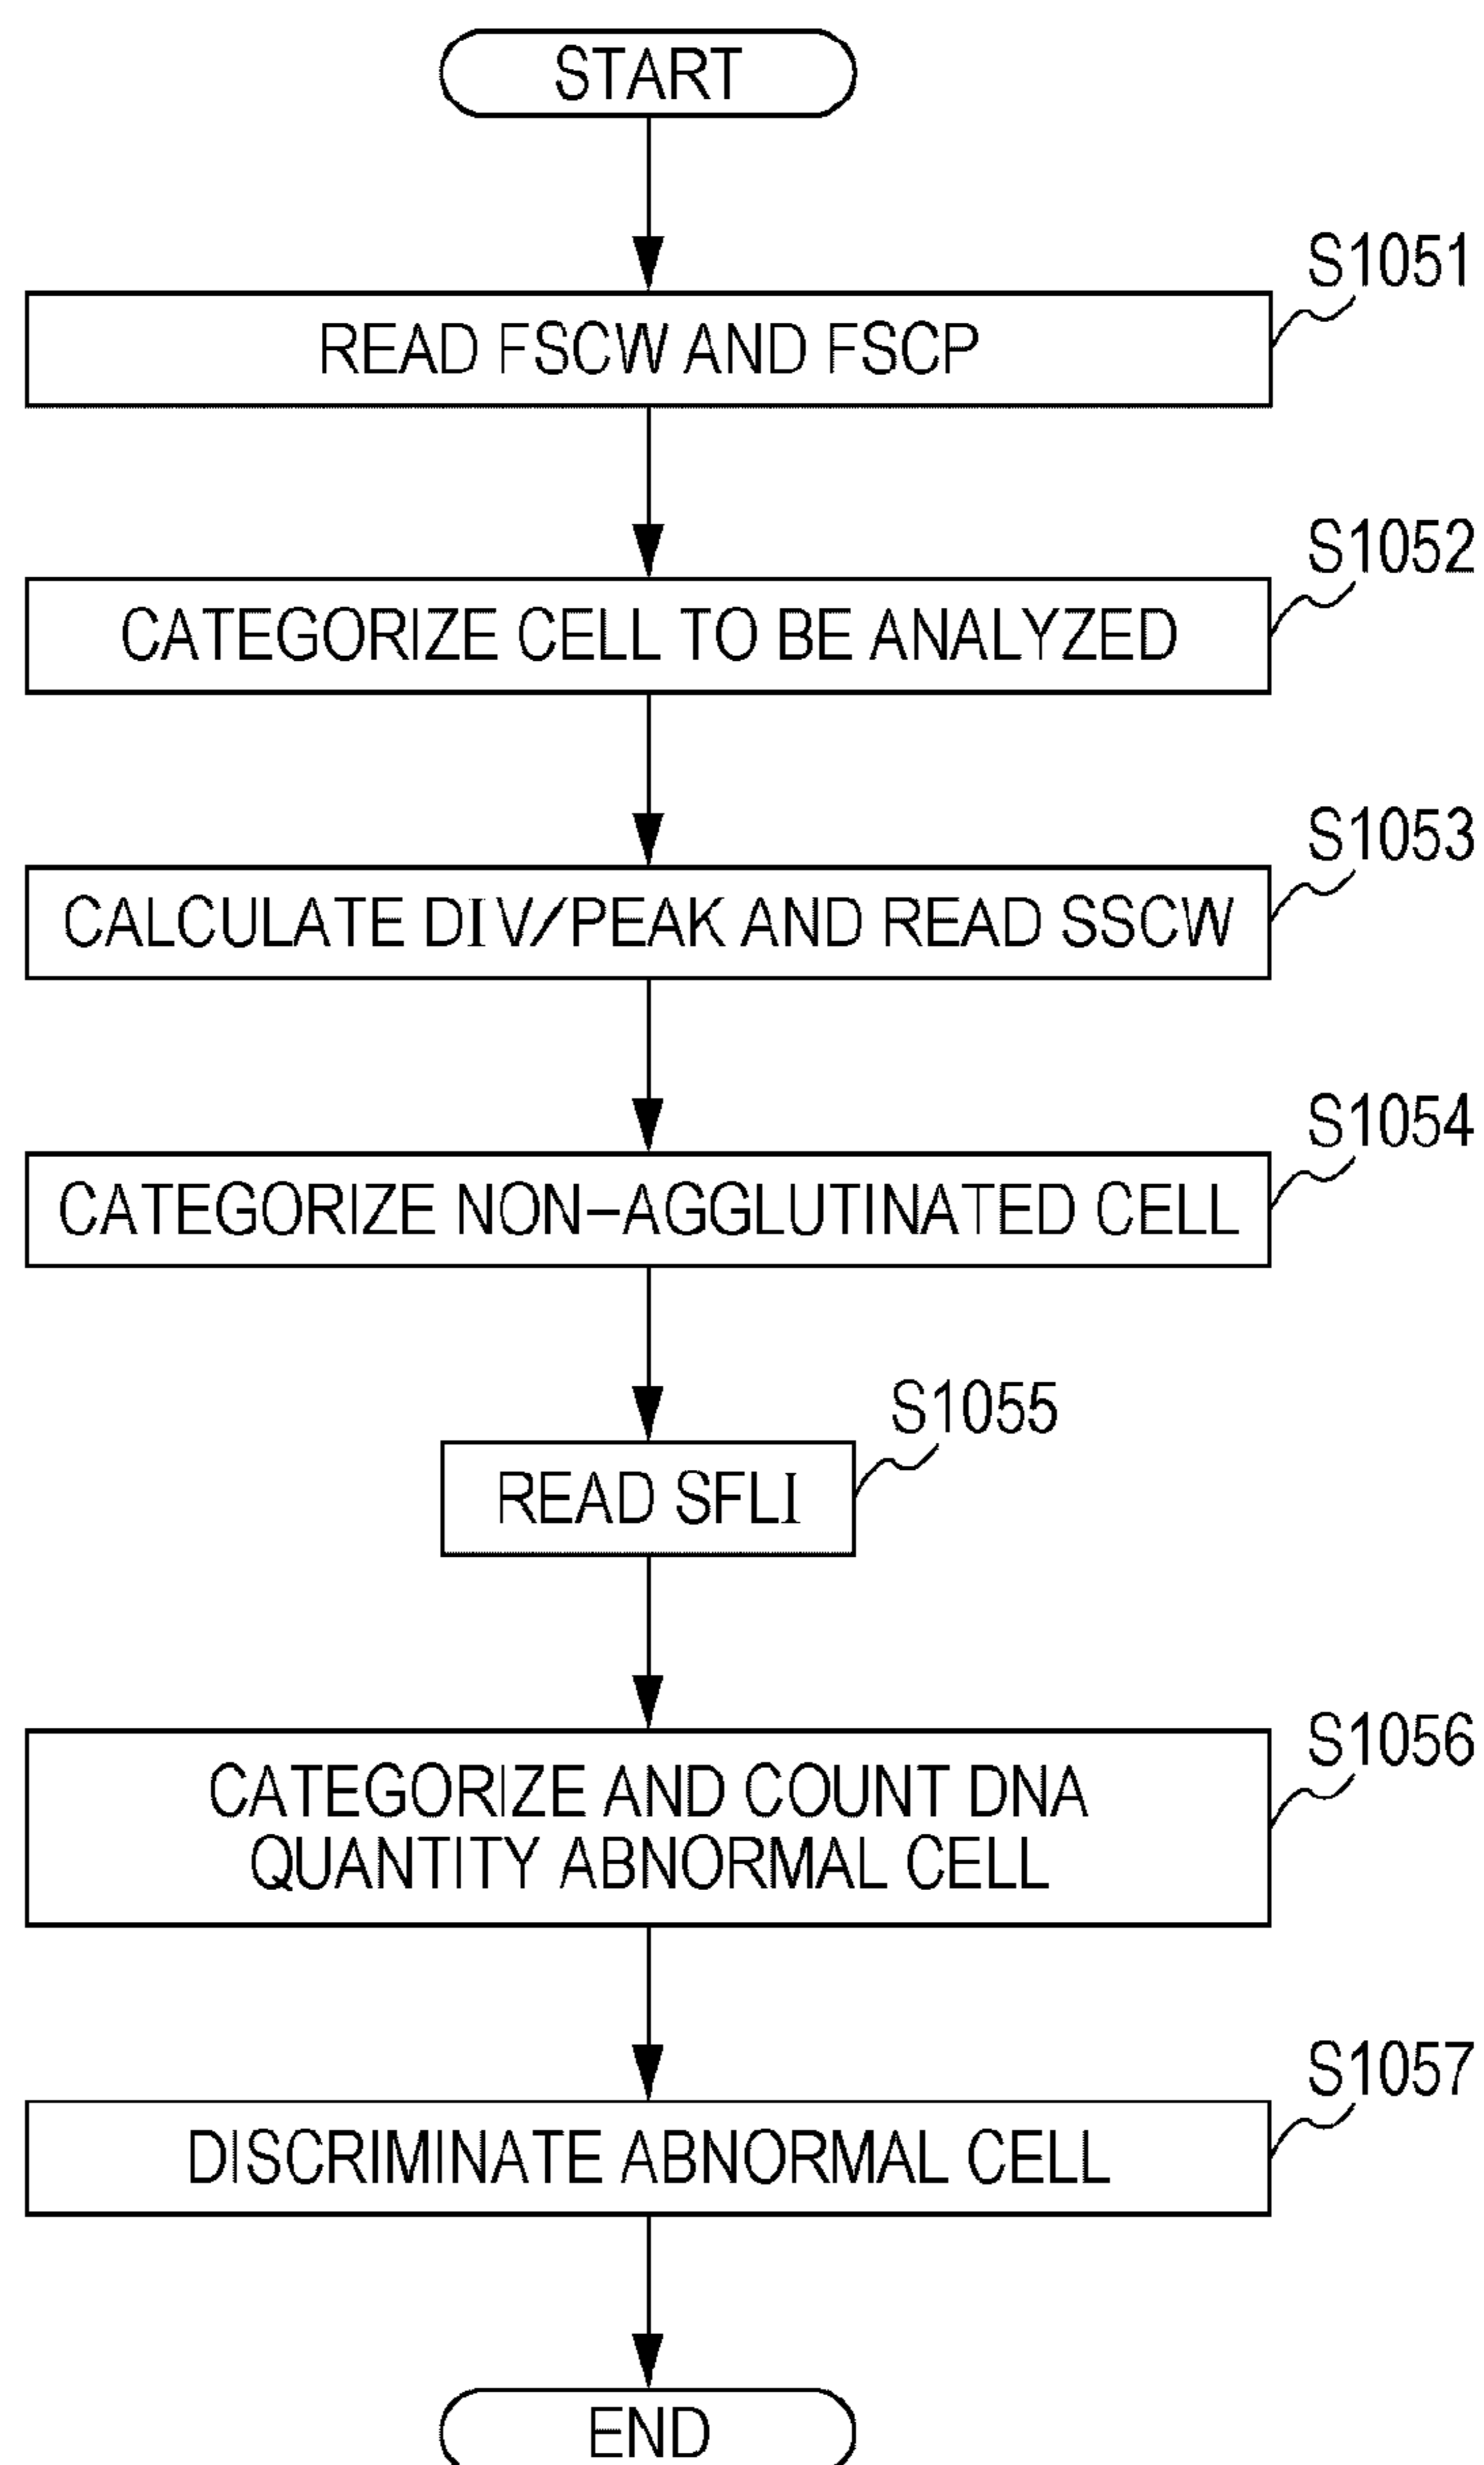 START
S1051
READ FSCW AND FSCP
S1052
CATEGORIZE CELL TO BE ANALYZED
S1053
CALCULATE DIV/PEAK AND READ SSCW
S1054
CATEGORIZE NON-AGGLUTINATED CELL
S1055
READ SFLI
S1056
CATEGORIZE AND COUNT DNA
QUANTITY ABNORMAL CELL
S1057
DISCRIMINATE ABNORMAL CELL
END